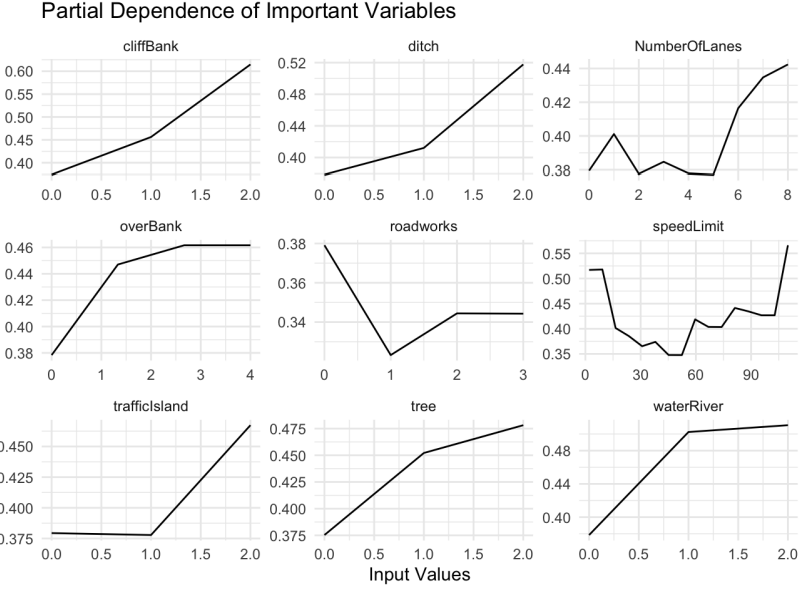 Partial Dependence of Important Variables
cliffBank
ditch
NumberOfLanes
0.60
0.55
0.50
0.45
0.40
0.0 0.5 1.0 1.5 2.0
0.52
0.48
0.44
0.40
0.0 0.5 1.0 1.5 2.0
0.44
0.42
0.40
0.38
0 2 4 6 8
overBank
roadworks
speedLimit
0.46
0.44
0.42
0.40
0.38
0 1 2 3 4
0.38
0.36
0.34
0 1 2 3
0.55
0.50
0.45
0.40
0.35
0 30 60 90
trafficIsland
tree
waterRiver
0.450
0.425
0.400
0.375
0.0 0.5 1.0 1.5 2.0
0.475
0.450
0.425
0.400
0.375
0.0 0.5 1.0 1.5 2.0
0.48
0.44
0.40
0.0 0.5 1.0 1.5 2.0
Input Values